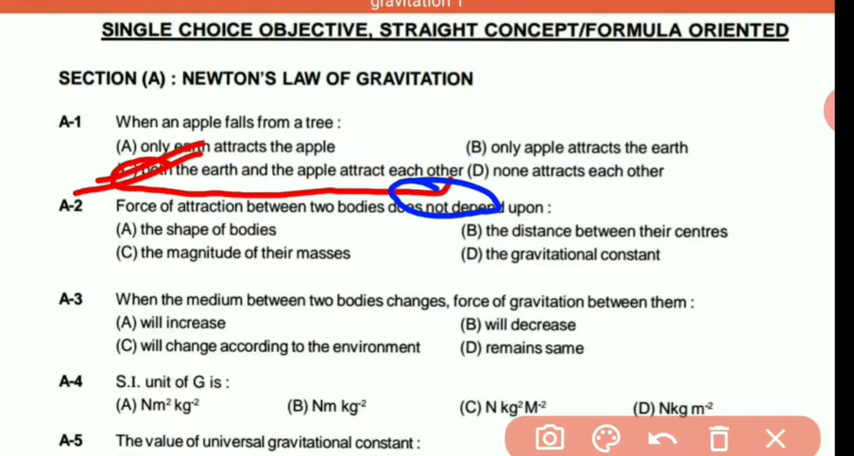 gravitation 1
SINGLE CHOICE OBJECTIVE, STRAIGHT CONCEPT/FORMULA ORIENTED
SECTION (A) : NEWTON'S LAW OF GRAVITATION
A-1 When an apple falls from a tree :
(A) only earth attracts the apple (B) only apple attracts the earth
(C) both the earth and the apple attract each other (D) none attracts each other
A-2 Force of attraction between two bodies does not depend upon :
(A) the shape of bodies (B) the distance between their centres
(C) the magnitude of their masses (D) the gravitational constant
A-3 When the medium between two bodies changes, force of gravitation between them :
(A) will increase (B) will decrease
(C) will change according to the environment (D) remains same
A-4 S.I. unit of G is :
(A) Nm² kg⁻² (B) Nm kg⁻² (C) N kg² M⁻² (D) Nkg m⁻²
A-5 The value of universal gravitational constant :